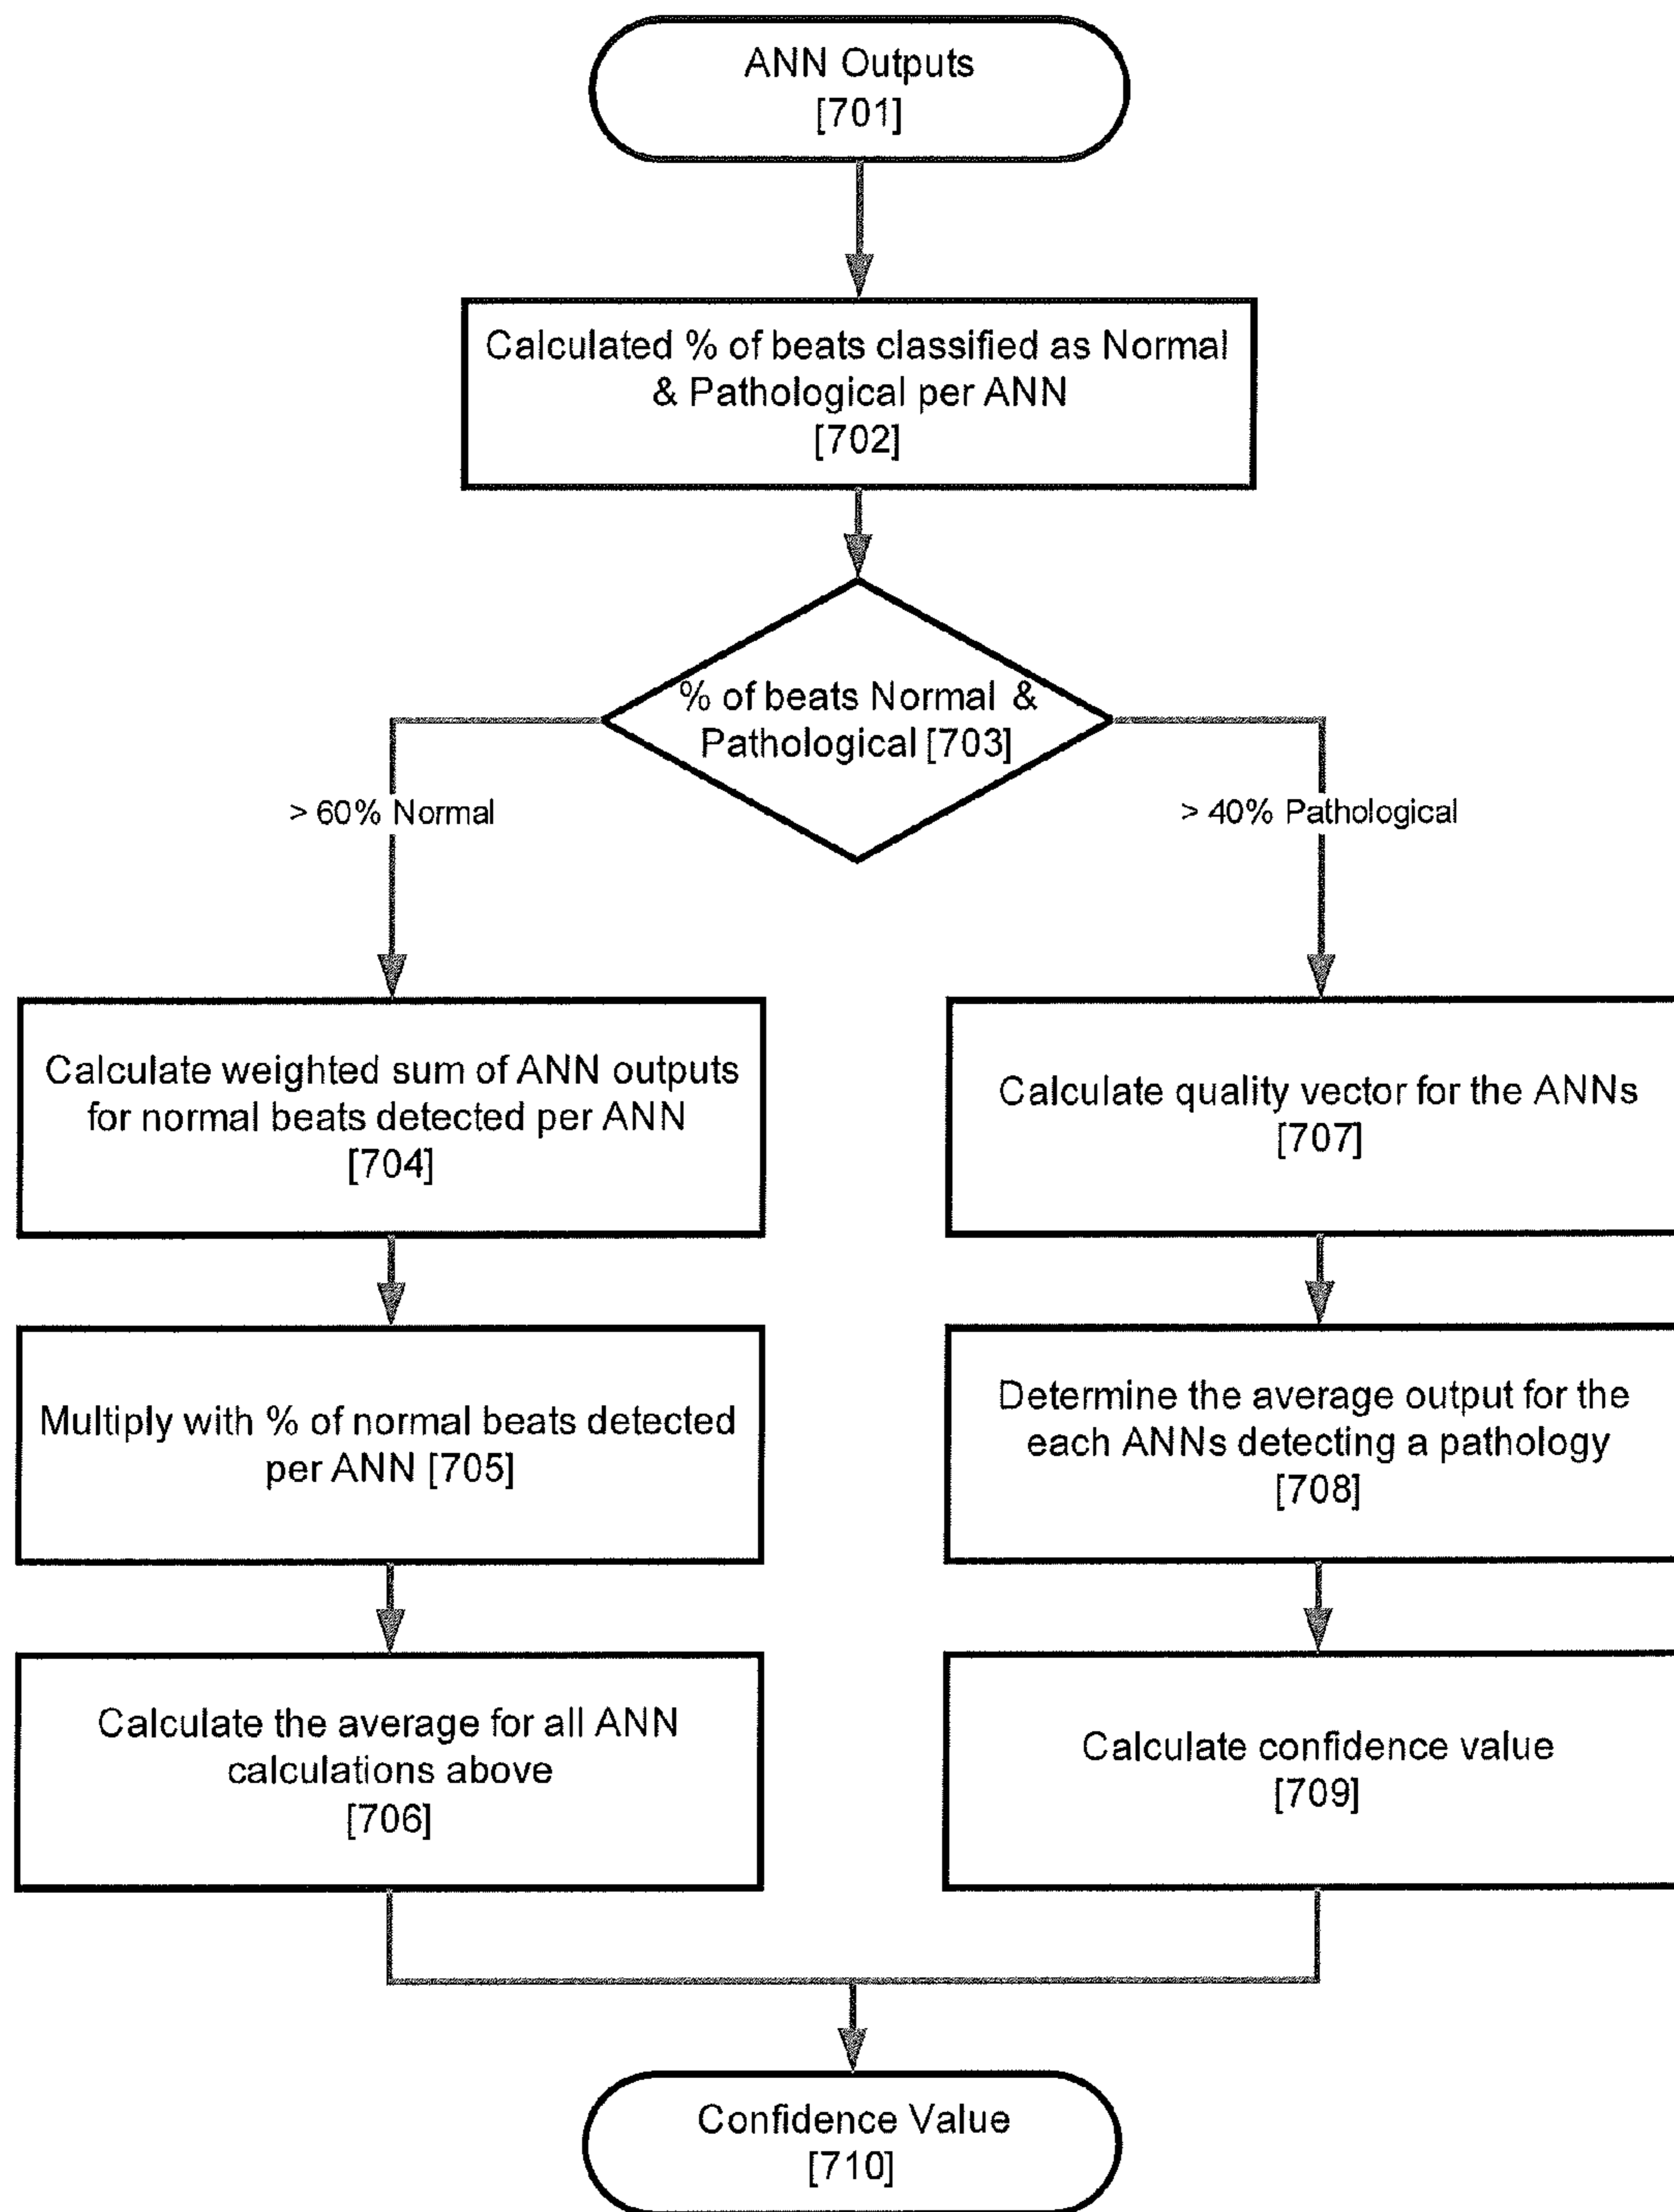 ANN Outputs
[701]
Calculated % of beats classified as Normal
& Pathological per ANN
[702]
% of beats Normal &
Pathological [703]
> 60% Normal
> 40% Pathological
Calculate weighted sum of ANN outputs
for normal beats detected per ANN
[704]
Calculate quality vector for the ANNs
[707]
Multiply with % of normal beats detected
per ANN [705]
Determine the average output for the
each ANNs detecting a pathology
[708]
Calculate the average for all ANN
calculations above
[706]
Calculate confidence value
[709]
Confidence Value
[710]